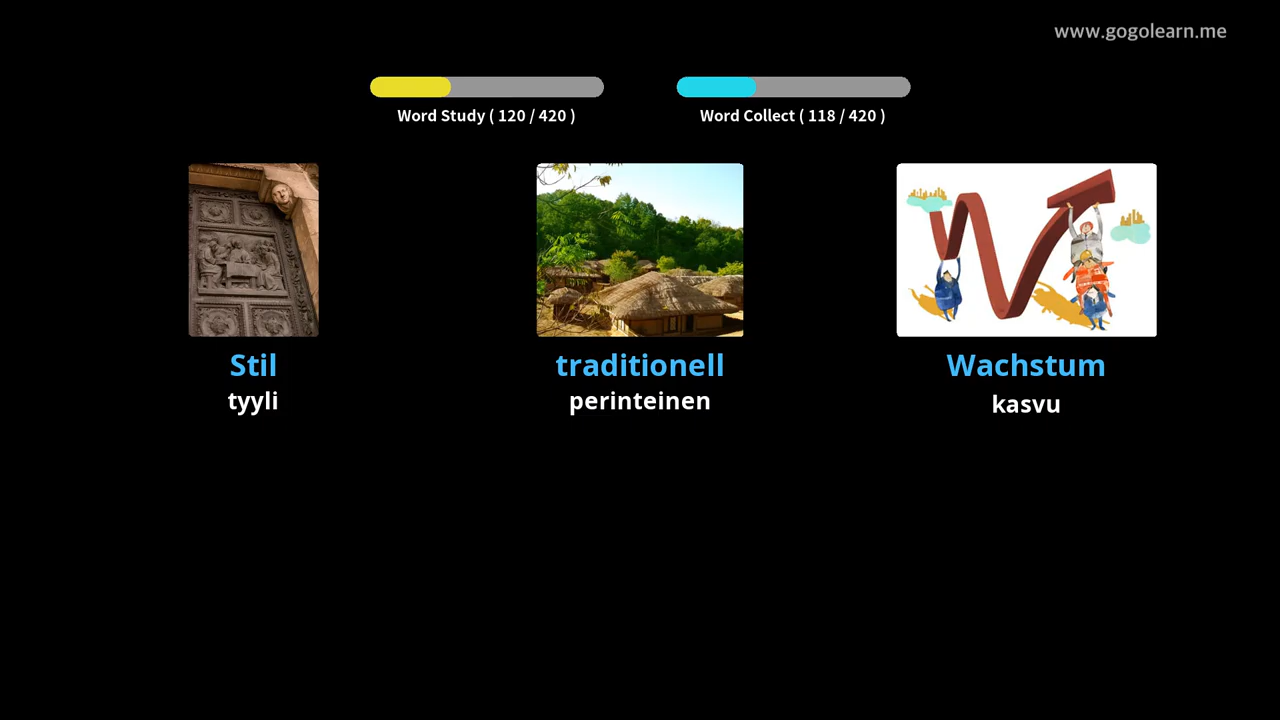 www.gogolearn.me
Word Study ( 120 / 420 )
Word Collect ( 118 / 420 )
Stil
traditionell
Wachstum
tyyli
perinteinen
kasvu